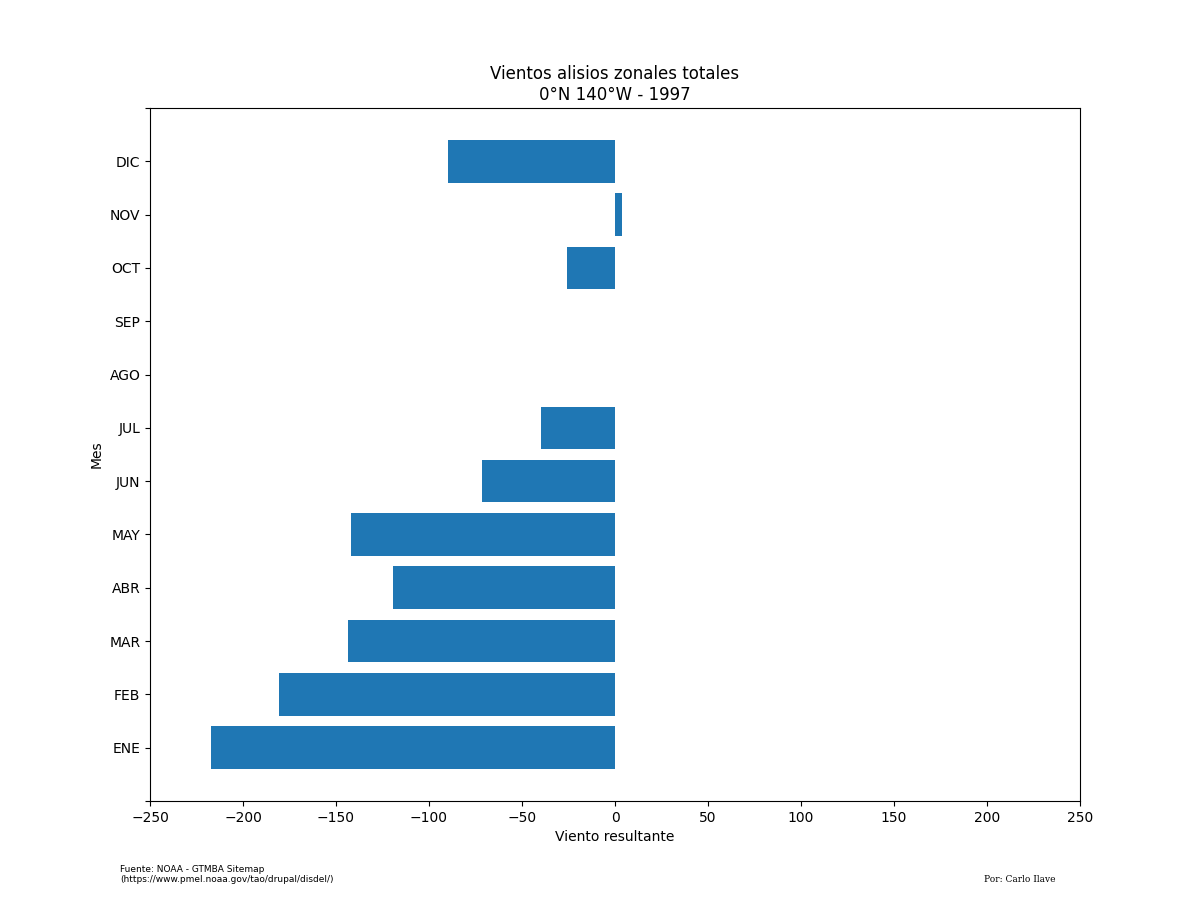 Vientos alisios zonales totales
0°N 140°W - 1997
DIC
NOV
OCT
SEP
AGO
JUL
JUN
MAY
ABR
MAR
FEB
ENE
Mes
−250 −200 −150 −100 −50 0 50 100 150 200 250
Viento resultante
Fuente: NOAA - GTMBA Sitemap
(https://www.pmel.noaa.gov/tao/drupal/disdel/)
Por: Carlo Ilave